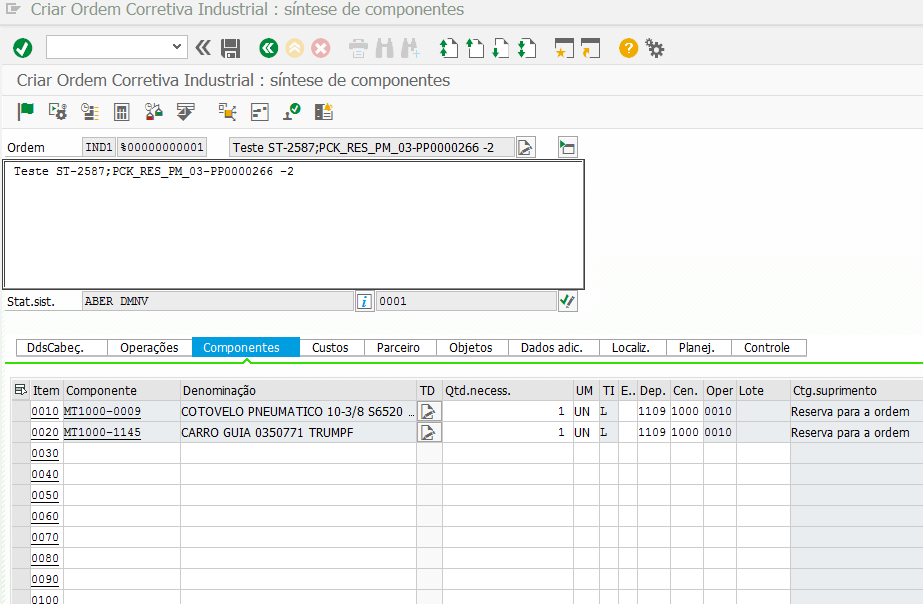 Criar Ordem Corretiva Industrial : síntese de componentes
Criar Ordem Corretiva Industrial : síntese de componentes
Ordem IND1 %00000000001 Teste ST-2587;PCK_RES_PM_03-PP0000266 -2
Teste ST-2587;PCK_RES_PM_03-PP0000266 -2
Stat.sist. ABER DMNV 0001
DdsCabeç. Operações Componentes Custos Parceiro Objetos Dados adic. Localiz. Planej. Controle
Item Componente Denominação TD Qtd.necess. UM TI E.. Dep. Cen. Oper Lote Ctg.suprimento
0010 MT1000-0009 COTOVELO PNEUMATICO 10-3/8 S6520 ... 1 UN L 1109 1000 0010 Reserva para a ordem
0020 MT1000-1145 CARRO GUIA 0350771 TRUMPF 1 UN L 1109 1000 0010 Reserva para a ordem
0030
0040
0050
0060
0070
0080
0090
0100